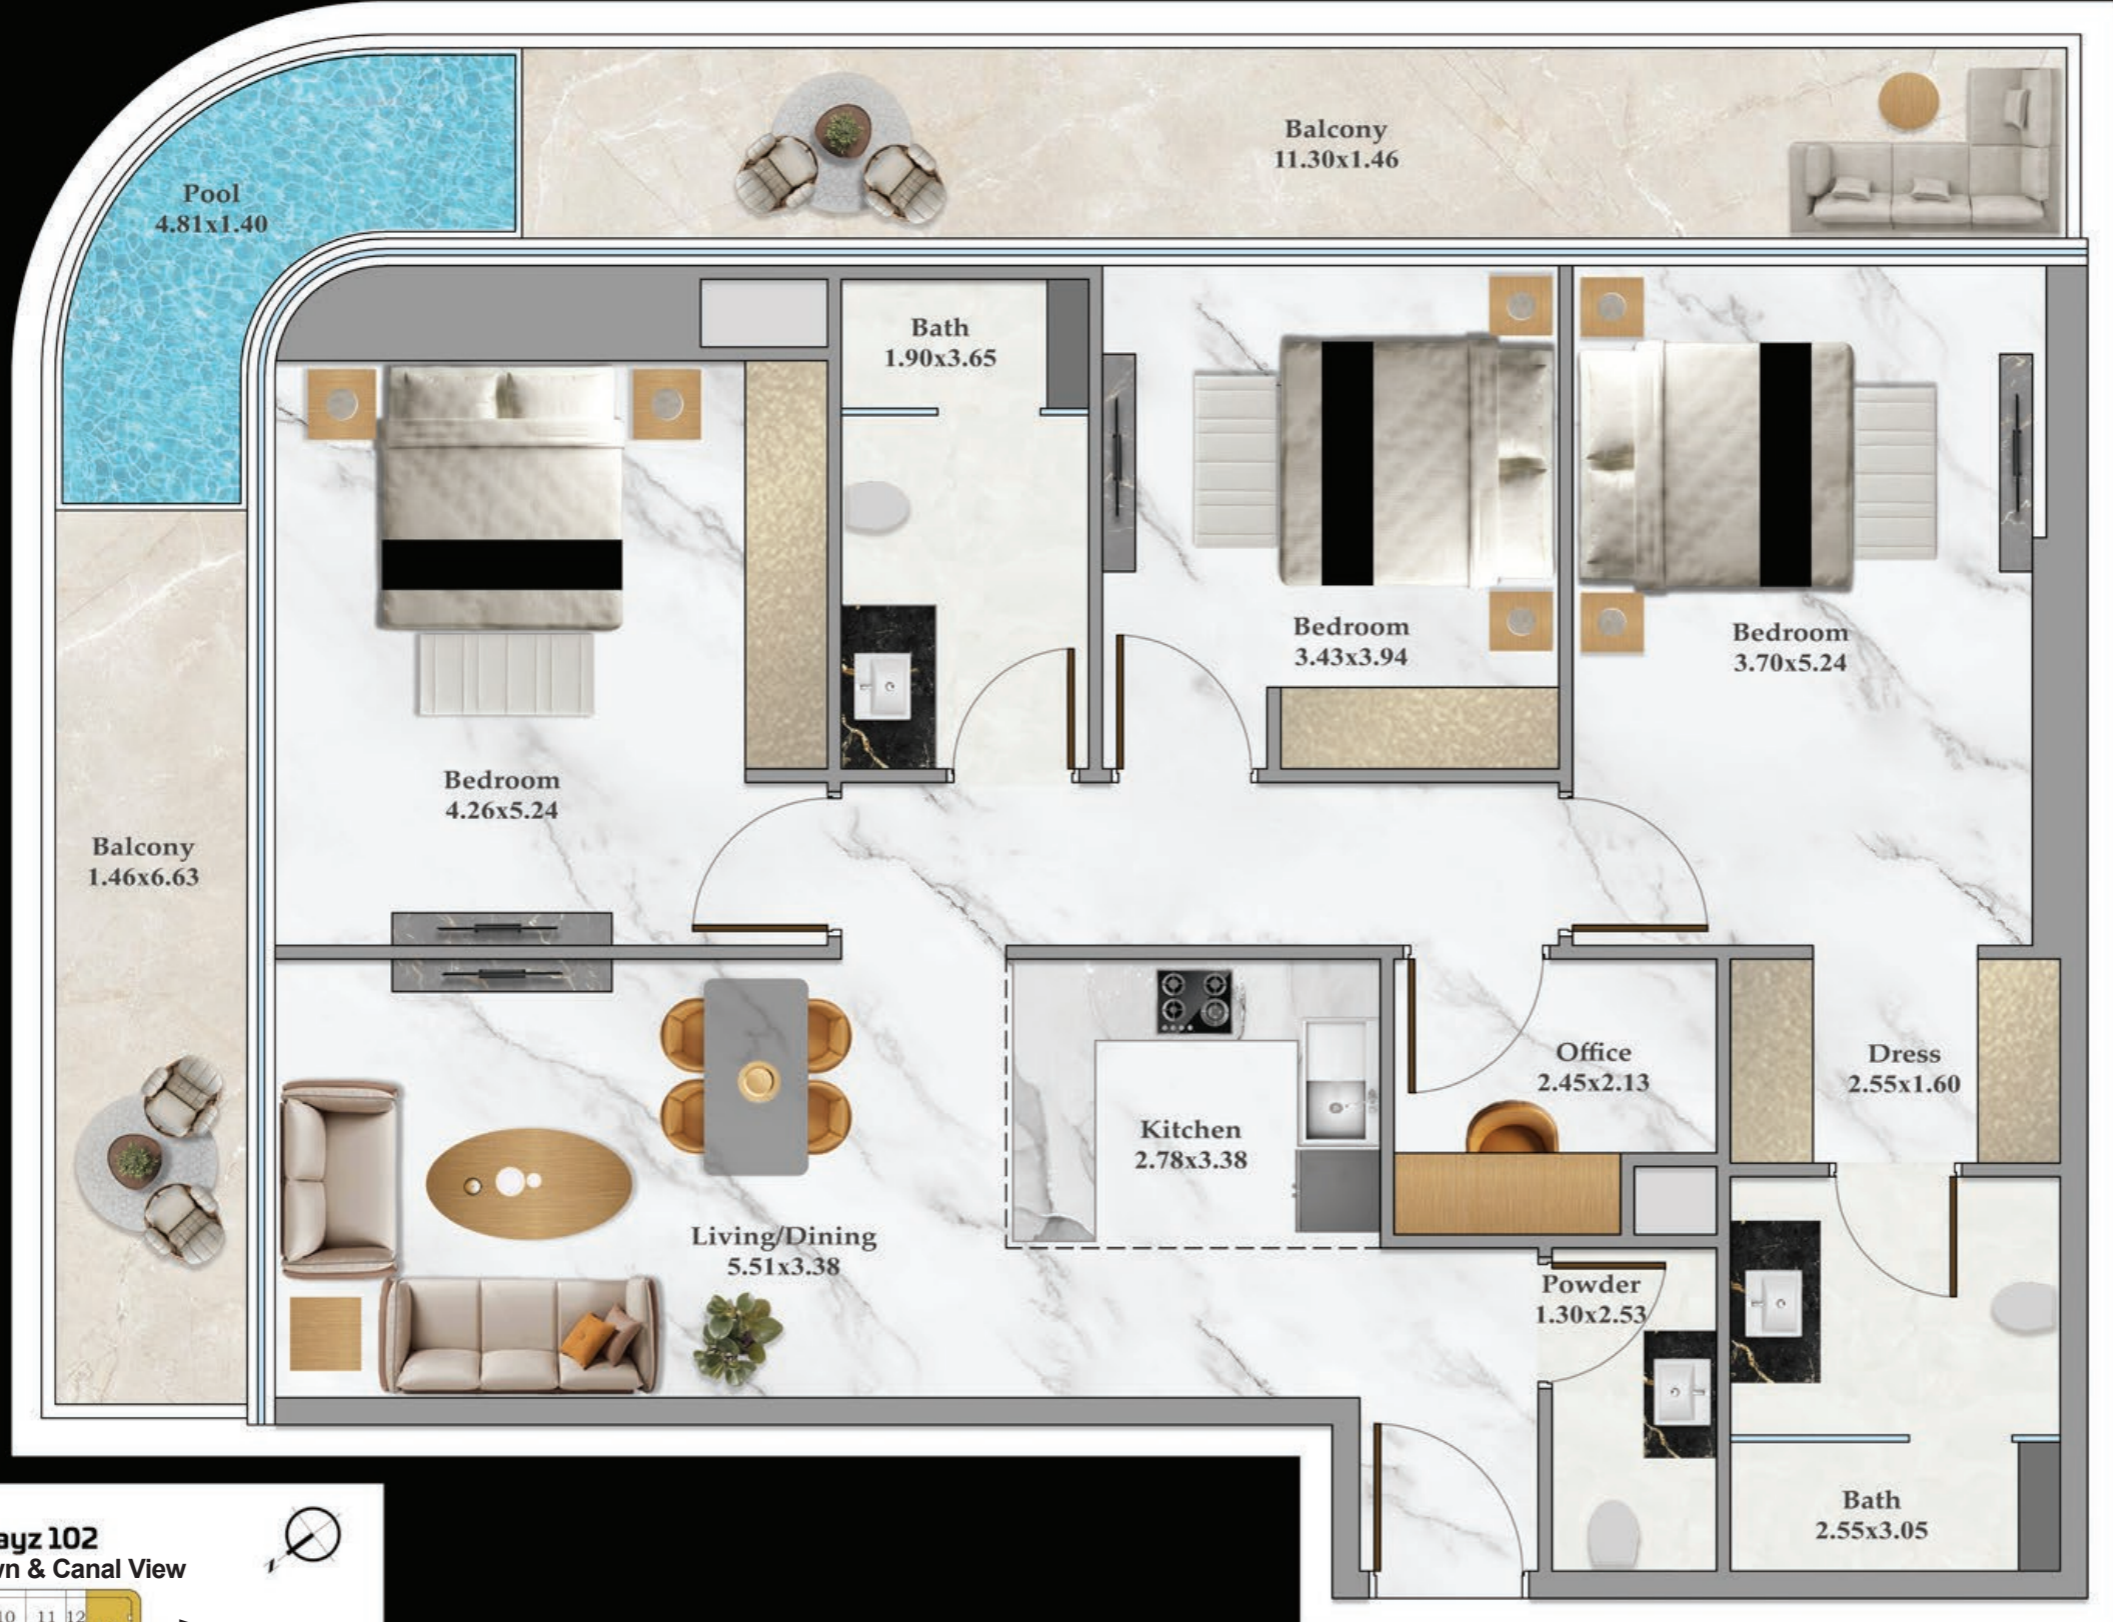 Balcony
11.30x1.46
Pool
4.81x1.40
Bath
1.90x3.65
Bedroom
3.43x3.94
Bedroom
3.70x5.24
Bedroom
4.26x5.24
Balcony
1.46x6.63
Office
2.45x2.13
Dress
2.55x1.60
Kitchen
2.78x3.38
Living/Dining
5.51x3.38
Powder
1.30x2.53
Bath
2.55x3.05
ayz 102
& Canal View
N
10 11 12